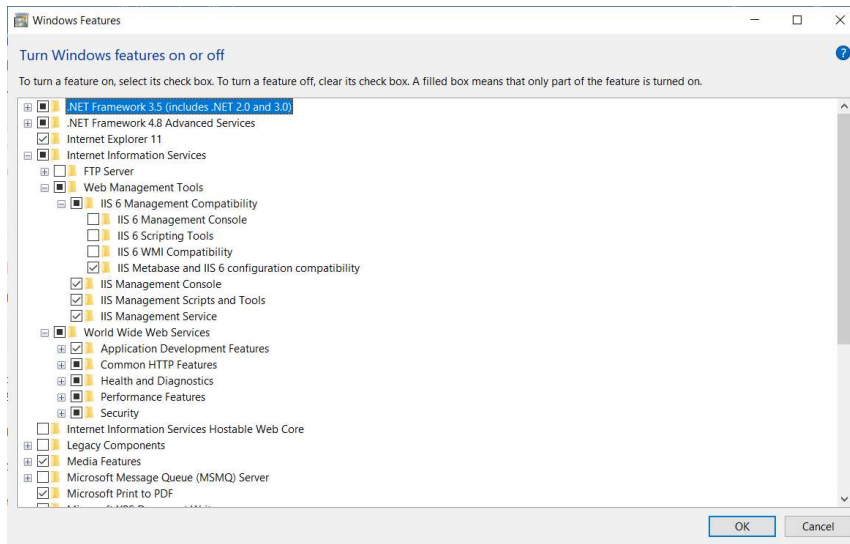 Windows Features
Turn Windows features on or off
To turn a feature on, select its check box. To turn a feature off, clear its check box. A filled box means that only part of the feature is turned on.
.NET Framework 3.5 (includes .NET 2.0 and 3.0)
.NET Framework 4.8 Advanced Services
Internet Explorer 11
Internet Information Services
FTP Server
Web Management Tools
IIS 6 Management Compatibility
IIS 6 Management Console
IIS 6 Scripting Tools
IIS 6 WMI Compatibility
IIS Metabase and IIS 6 configuration compatibility
IIS Management Console
IIS Management Scripts and Tools
IIS Management Service
World Wide Web Services
Application Development Features
Common HTTP Features
Health and Diagnostics
Performance Features
Security
Internet Information Services Hostable Web Core
Legacy Components
Media Features
Microsoft Message Queue (MSMQ) Server
Microsoft Print to PDF
OK Cancel